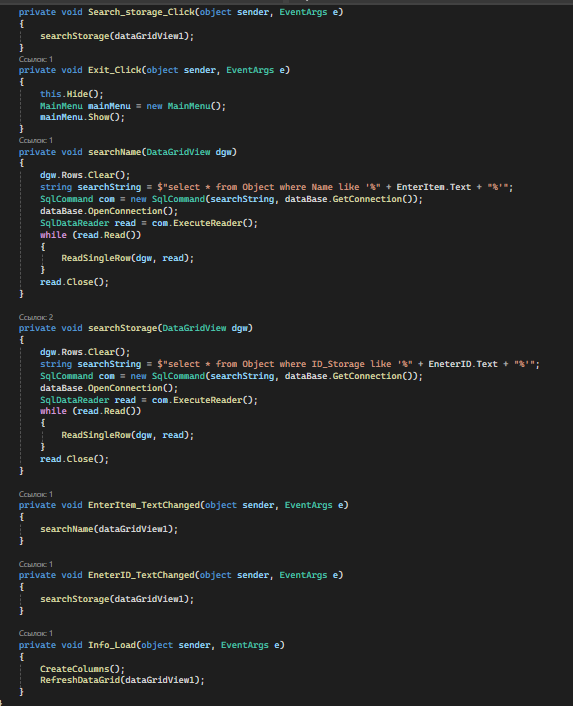 private void Search_storage_Click(object sender, EventArgs e)
{
searchStorage(dataGridView1);
}
Ссылок: 1
private void Exit_Click(object sender, EventArgs e)
{
this.Hide();
MainMenu mainMenu = new MainMenu();
mainMenu.Show();
}
Ссылок: 1
private void searchName(DataGridView dgw)
{
dgw.Rows.Clear();
string searchString = $"select * from Object where Name like '%" + EnterItem.Text + "%'";
SqlCommand com = new SqlCommand(searchString, dataBase.GetConnection());
dataBase.OpenConnection();
SqlDataReader read = com.ExecuteReader();
while (read.Read())
{
ReadSingleRow(dgw, read);
}
read.Close();
}
Ссылок: 2
private void searchStorage(DataGridView dgw)
{
dgw.Rows.Clear();
string searchString = $"select * from Object where ID_Storage like '%" + EneterID.Text + "%'";
SqlCommand com = new SqlCommand(searchString, dataBase.GetConnection());
dataBase.OpenConnection();
SqlDataReader read = com.ExecuteReader();
while (read.Read())
{
ReadSingleRow(dgw, read);
}
read.Close();
}
Ссылок: 1
private void EnterItem_TextChanged(object sender, EventArgs e)
{
searchName(dataGridView1);
}
Ссылок: 1
private void EneterID_TextChanged(object sender, EventArgs e)
{
searchStorage(dataGridView1);
}
Ссылок: 1
private void Info_Load(object sender, EventArgs e)
{
CreateColumns();
RefreshDataGrid(dataGridView1);
}